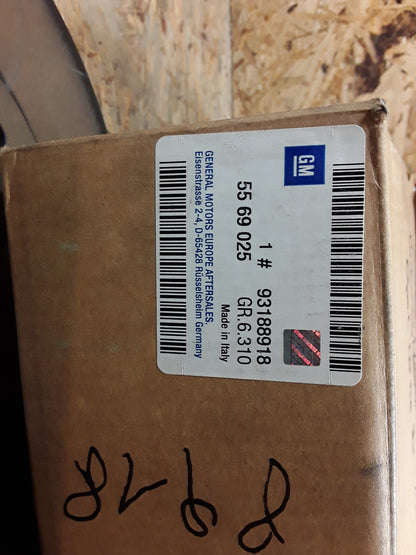 GM
1 # 93188918
55 69 025 GR.6.310
Made in Italy
GENERAL MOTORS EUROPE AFTERSALES.
Eisenstrasse 2-4, D-65428 Rüsselsheim Germany
8918